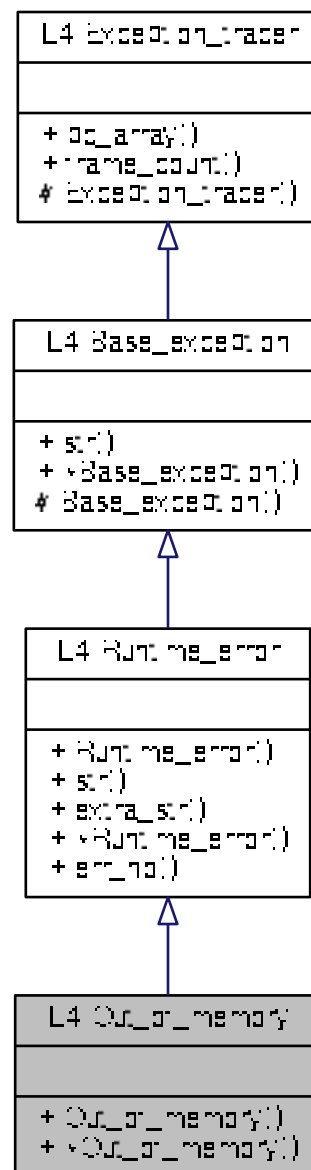 L4 Exception_tracer
+ pc_array()
+ frame_count()
# Exception_tracer()
L4 Base_exception
+ str()
+ ~Base_exception()
# Base_exception()
L4 Runtime_error
+ Runtime_error()
+ str()
+ extra_str()
+ ~Runtime_error()
+ err_no()
L4 Out_of_memory
+ Out_of_memory()
+ ~Out_of_memory()